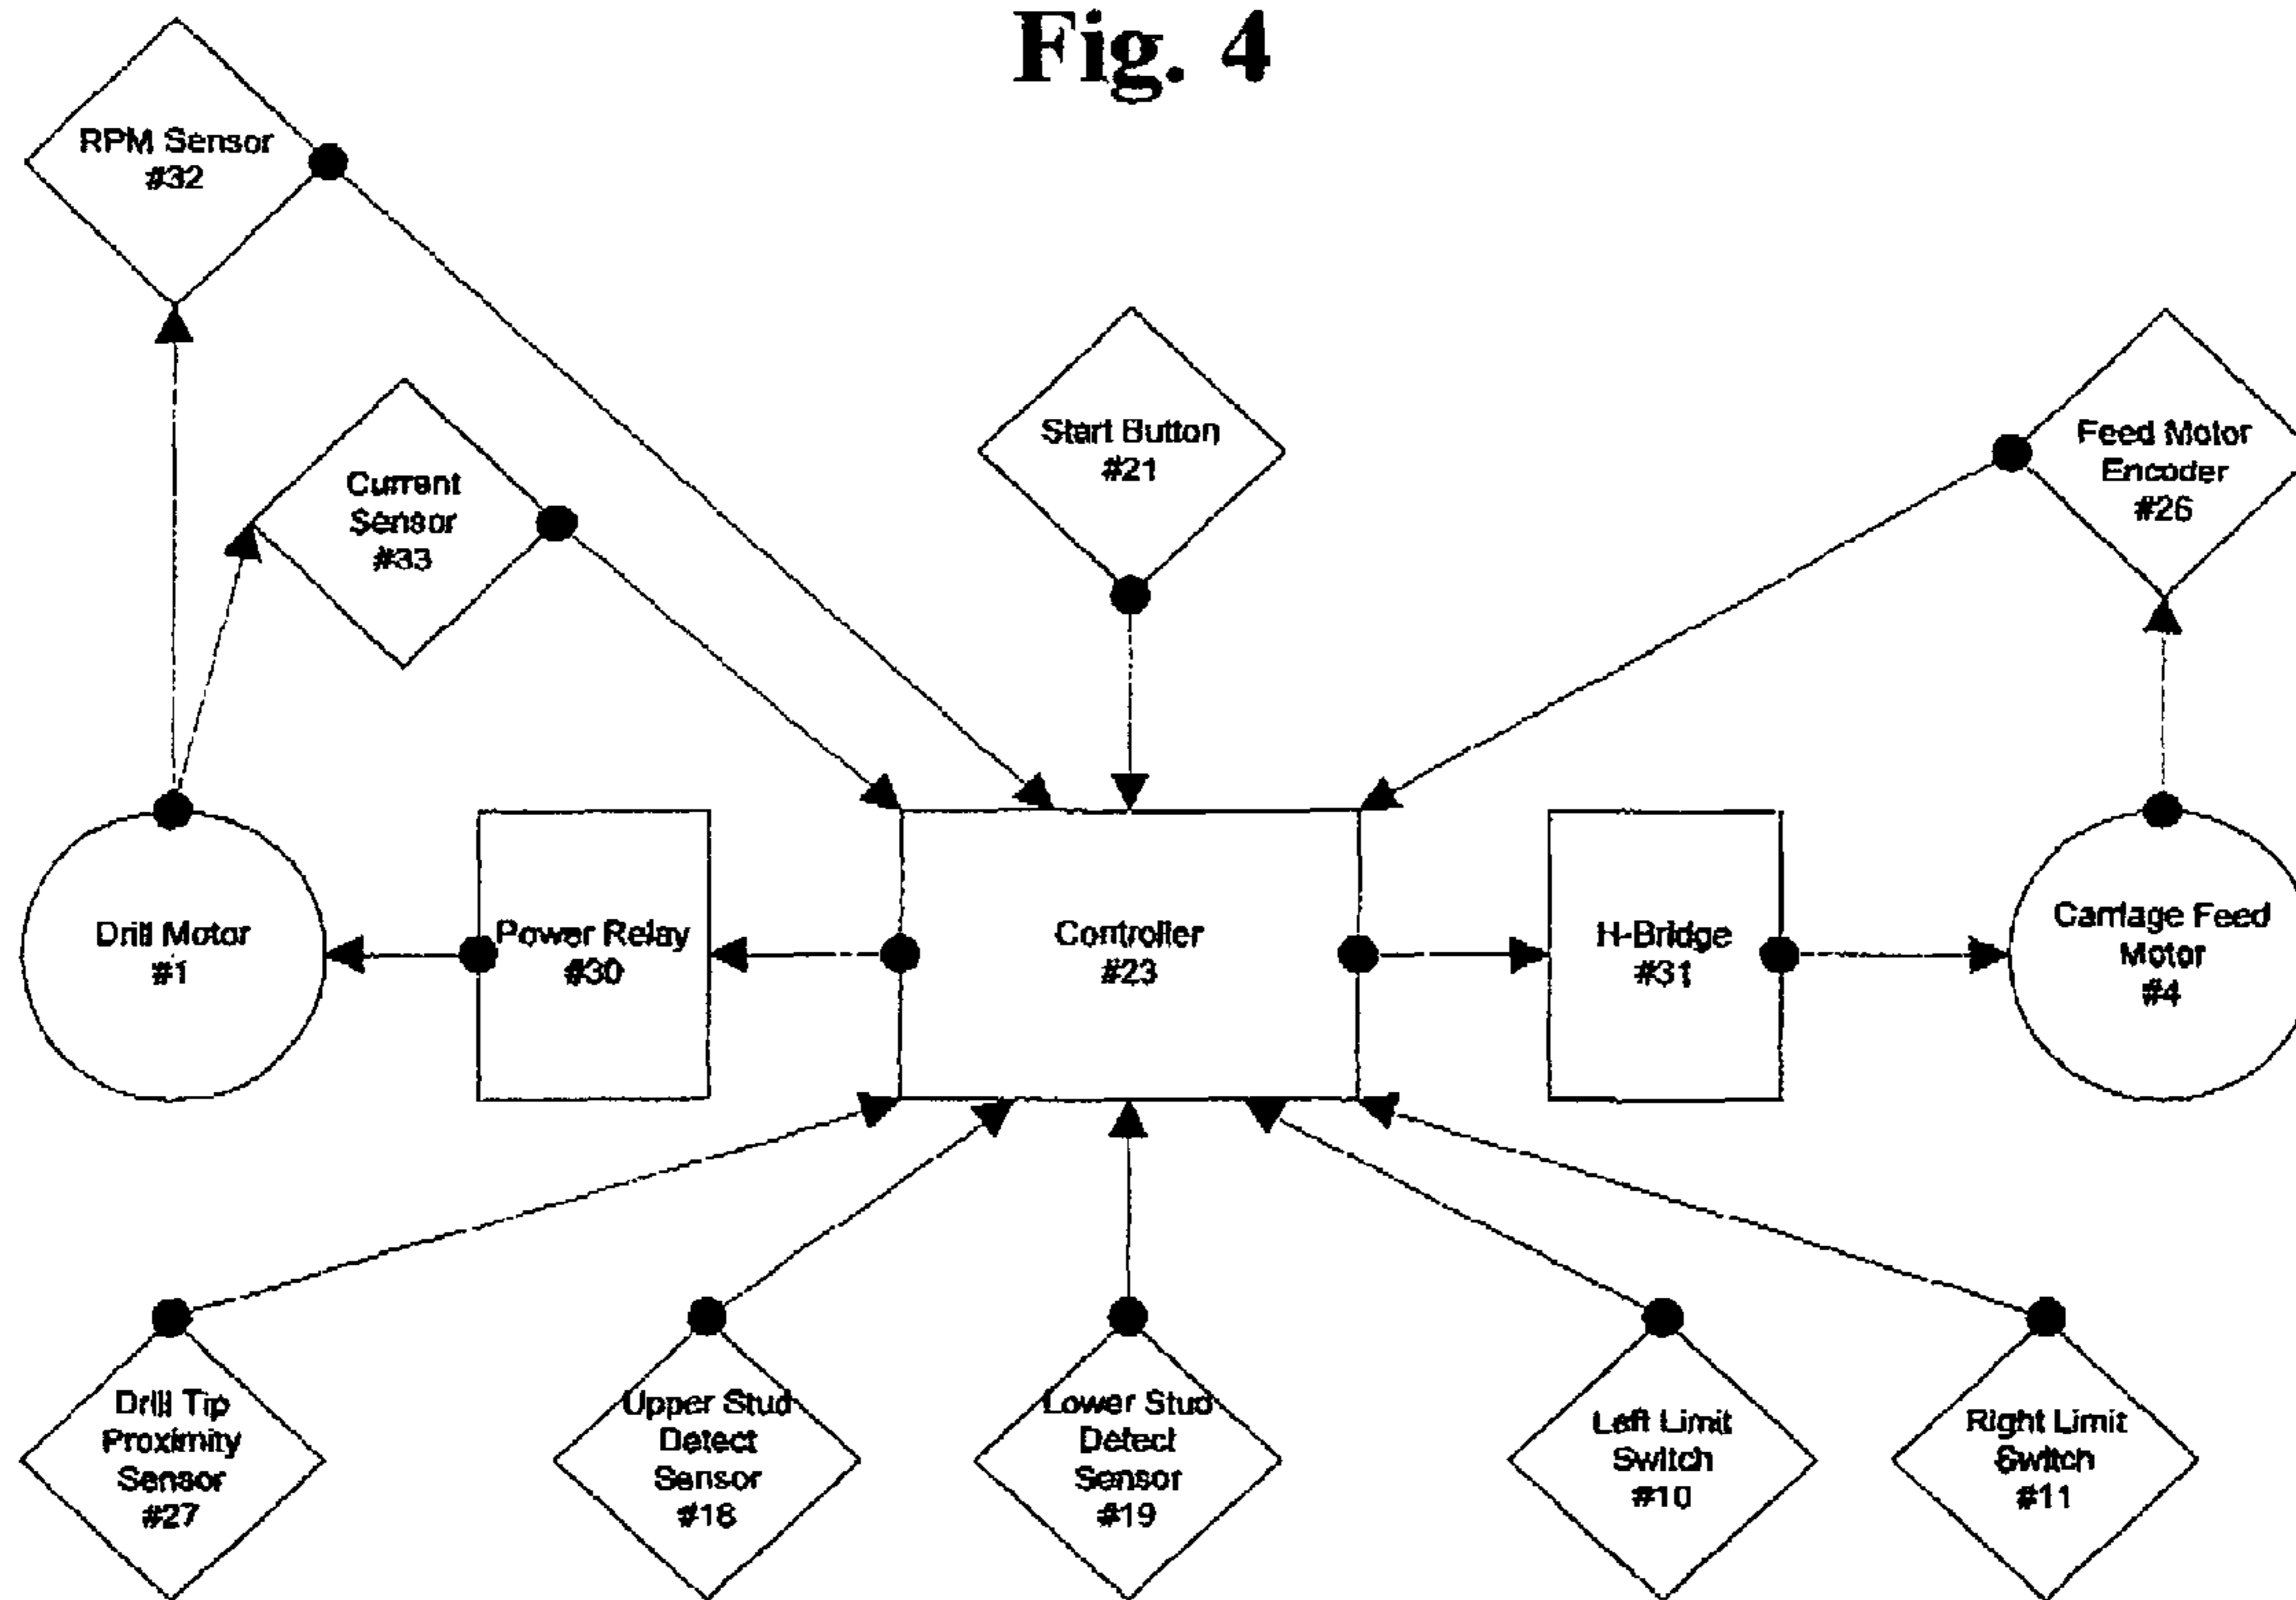 Fig. 4
RPM Sensor
#32
Current
Sensor
#33
Start Button
#21
Feed Motor
Encoder
#26
Drill Motor
#1
Power Relay
#30
Controller
#23
H-Bridge
#31
Carriage Feed
Motor
#4
Drill Tip
Proximity
Sensor
#27
Upper Stud
Detect
Sensor
#18
Lower Stud
Detect
Sensor
#19
Left Limit
Switch
#10
Right Limit
Switch
#11